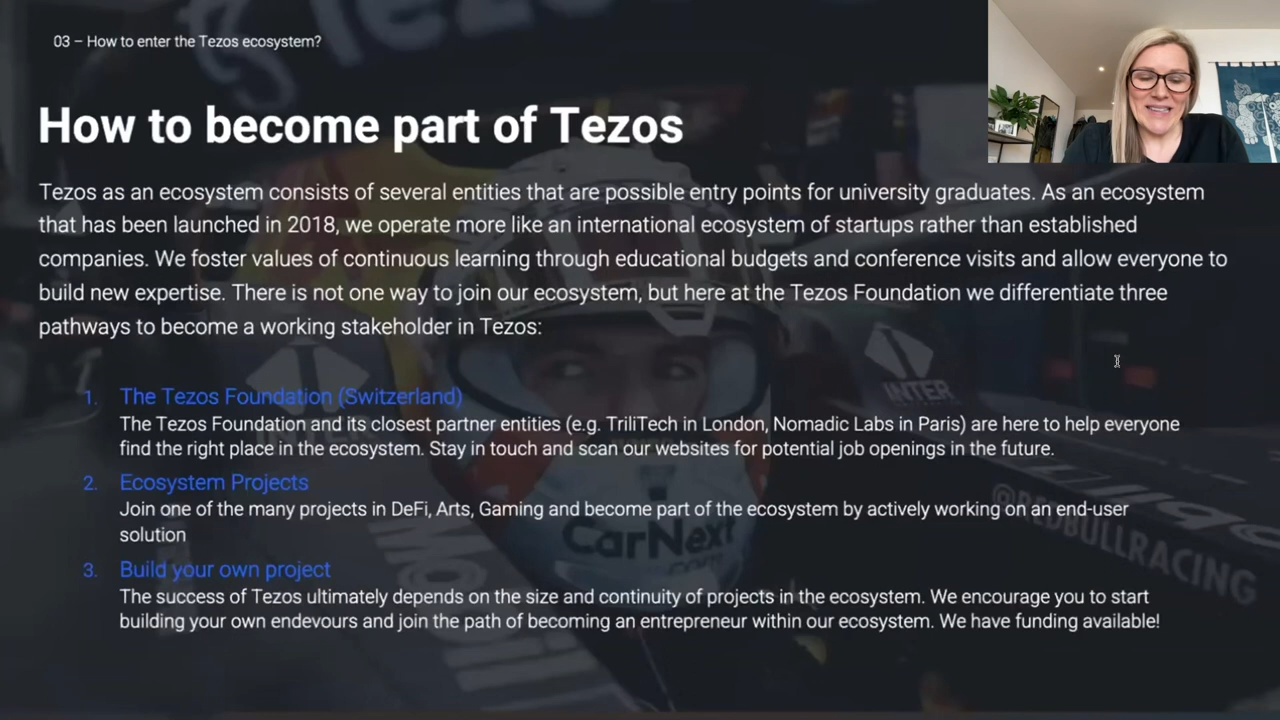 03 – How to enter the Tezos ecosystem?
How to become part of Tezos
Tezos as an ecosystem consists of several entities that are possible entry points for university graduates. As an ecosystem
that has been launched in 2018, we operate more like an international ecosystem of startups rather than established
companies. We foster values of continuous learning through educational budgets and conference visits and allow everyone to
build new expertise. There is not one way to join our ecosystem, but here at the Tezos Foundation we differentiate three
pathways to become a working stakeholder in Tezos:
1. The Tezos Foundation (Switzerland)
The Tezos Foundation and its closest partner entities (e.g. TriliTech in London, Nomadic Labs in Paris) are here to help everyone
find the right place in the ecosystem. Stay in touch and scan our websites for potential job openings in the future.
2. Ecosystem Projects
Join one of the many projects in DeFi, Arts, Gaming and become part of the ecosystem by actively working on an end-user
solution
3. Build your own project
The success of Tezos ultimately depends on the size and continuity of projects in the ecosystem. We encourage you to start
building your own endevours and join the path of becoming an entrepreneur within our ecosystem. We have funding available!
INTER
@REDBULLRACING
CarNext
.com